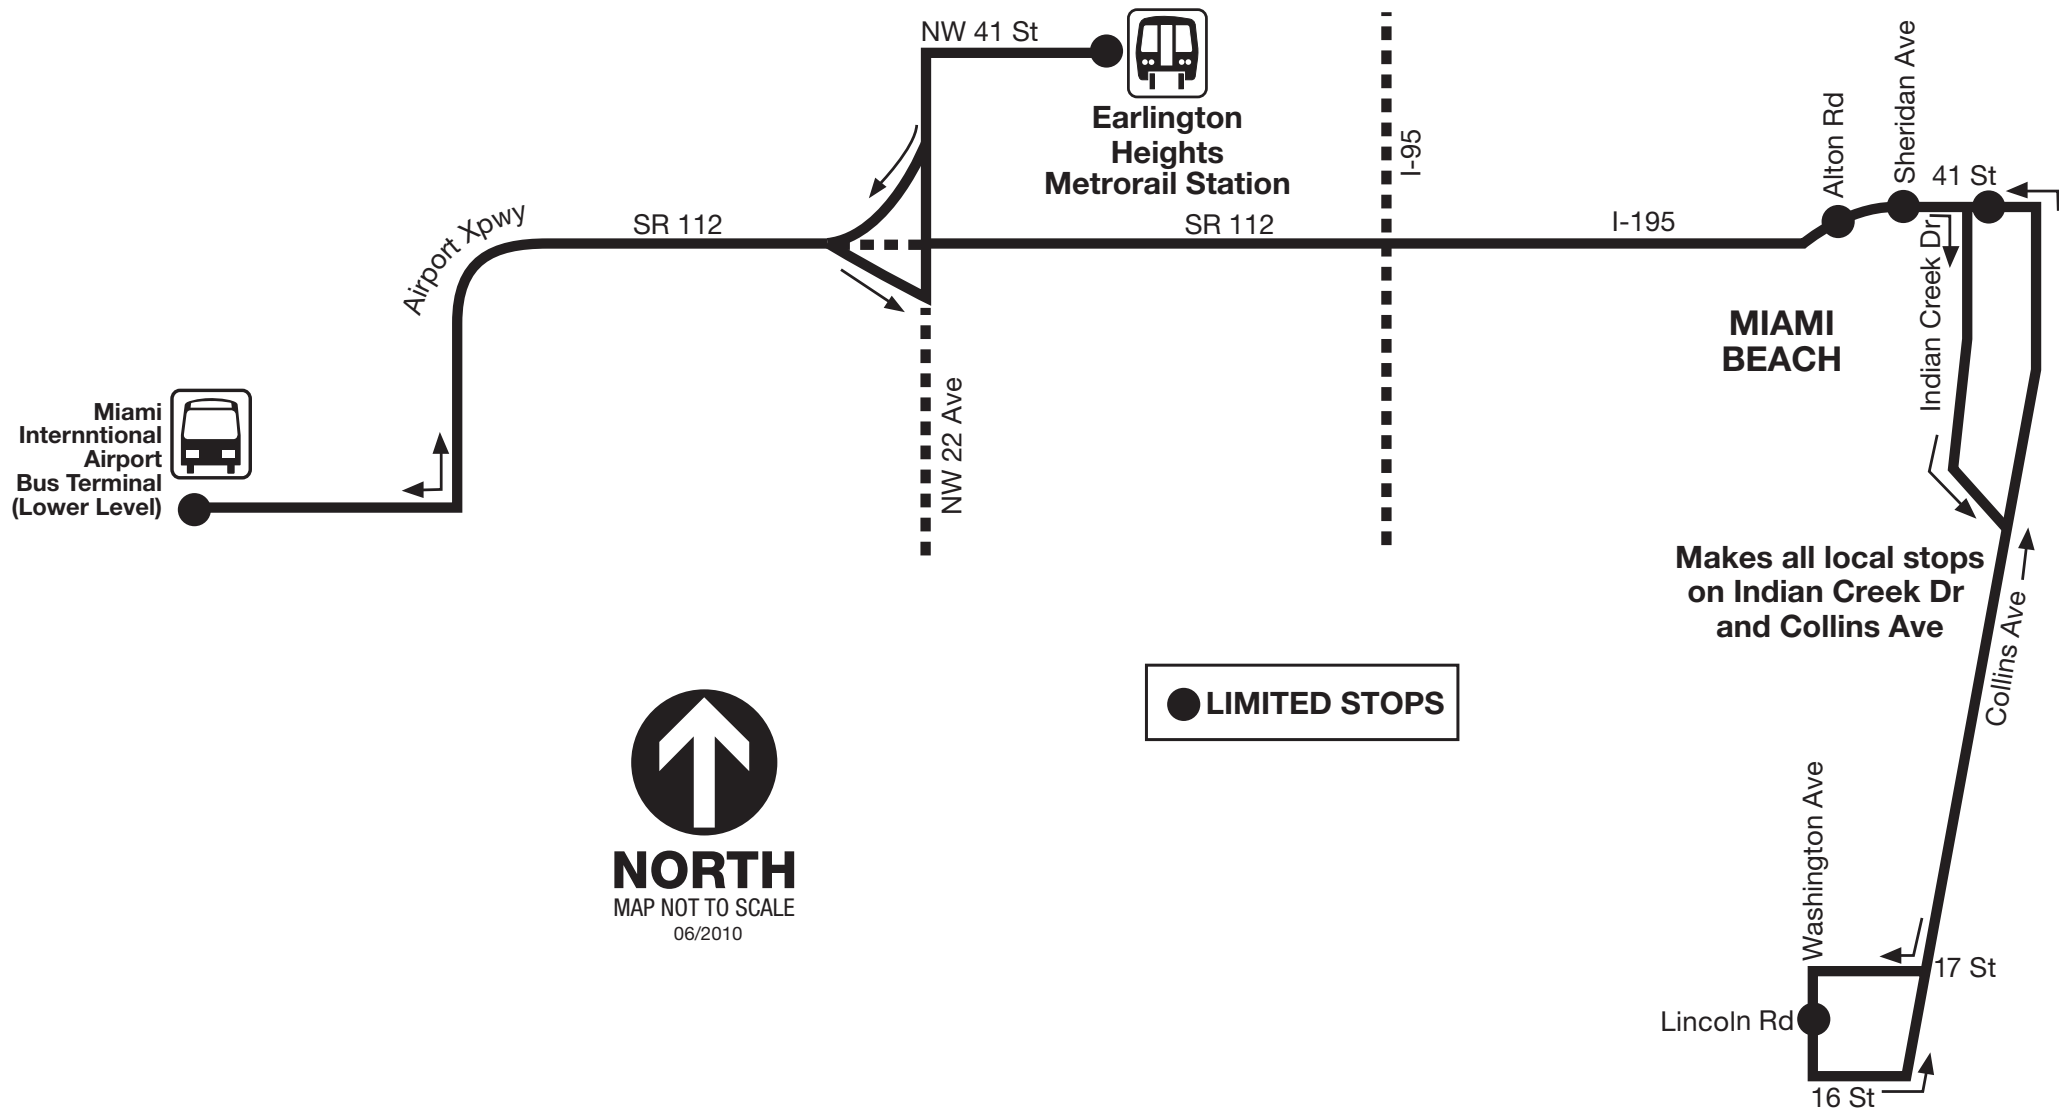 NW 41 St
Earlington
Heights
Metrorail Station
I-95
Alton Rd
Sheridan Ave
41 St
Airport Xpwy
SR 112
SR 112
I-195
Indian Creek Dr
MIAMI
BEACH
Miami
Internntional
Airport
Bus Terminal
(Lower Level)
NW 22 Ave
Makes all local stops
on Indian Creek Dr
and Collins Ave
Collins Ave
LIMITED STOPS
NORTH
MAP NOT TO SCALE
06/2010
Washington Ave
17 St
Lincoln Rd
16 St